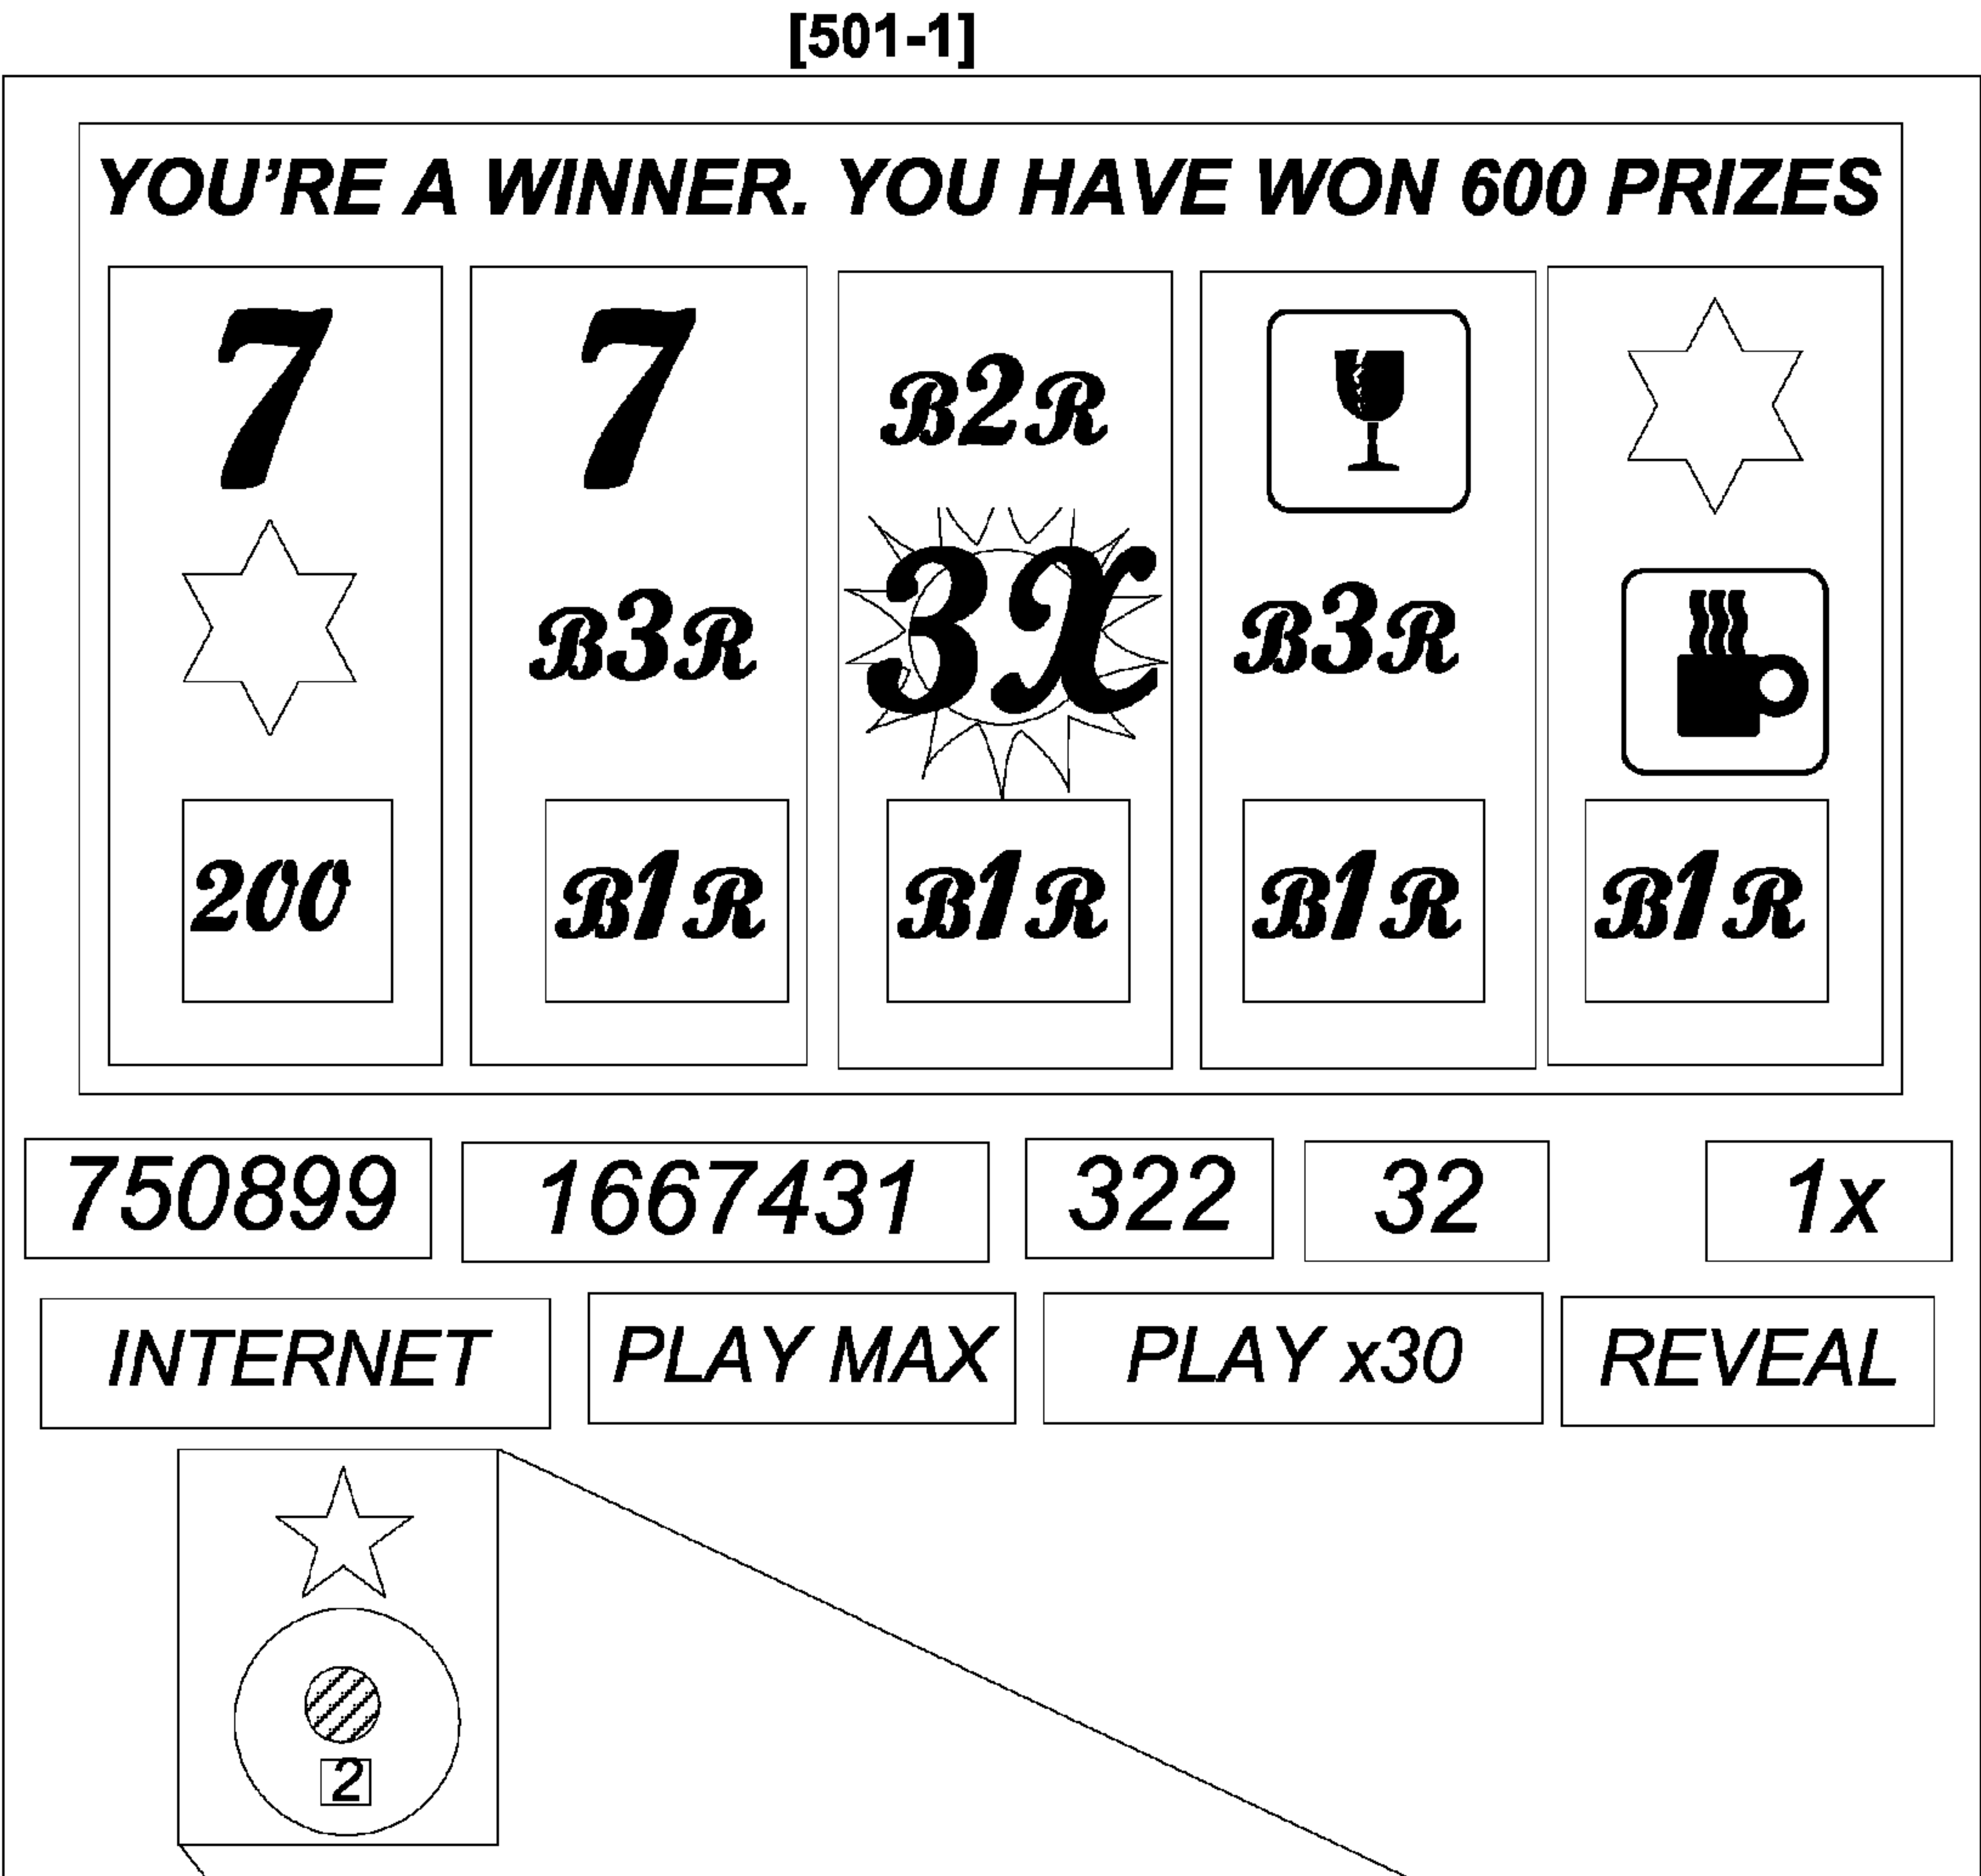 [501-1]
YOU'RE A WINNER. YOU HAVE WON 600 PRIZES
7 7 B2R
B3R 3X B3R
200 B1R B1R B1R B1R
750899 1667431 322 32 1x
INTERNET PLAY MAX PLAY x30 REVEAL
2